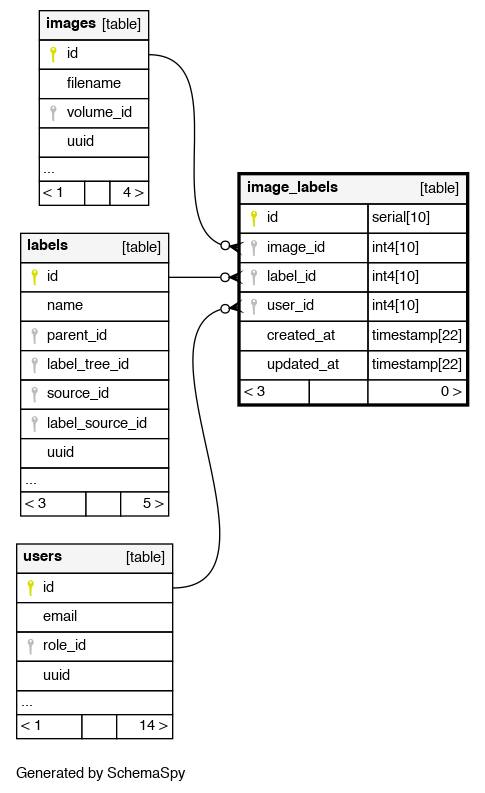 images [table]
id
filename
volume_id
uuid
...
< 1 4 >
image_labels [table]
id serial[10]
image_id int4[10]
label_id int4[10]
user_id int4[10]
created_at timestamp[22]
updated_at timestamp[22]
< 3 0 >
labels [table]
id
name
parent_id
label_tree_id
source_id
label_source_id
uuid
...
< 3 5 >
users [table]
id
email
role_id
uuid
...
< 1 14 >
Generated by SchemaSpy